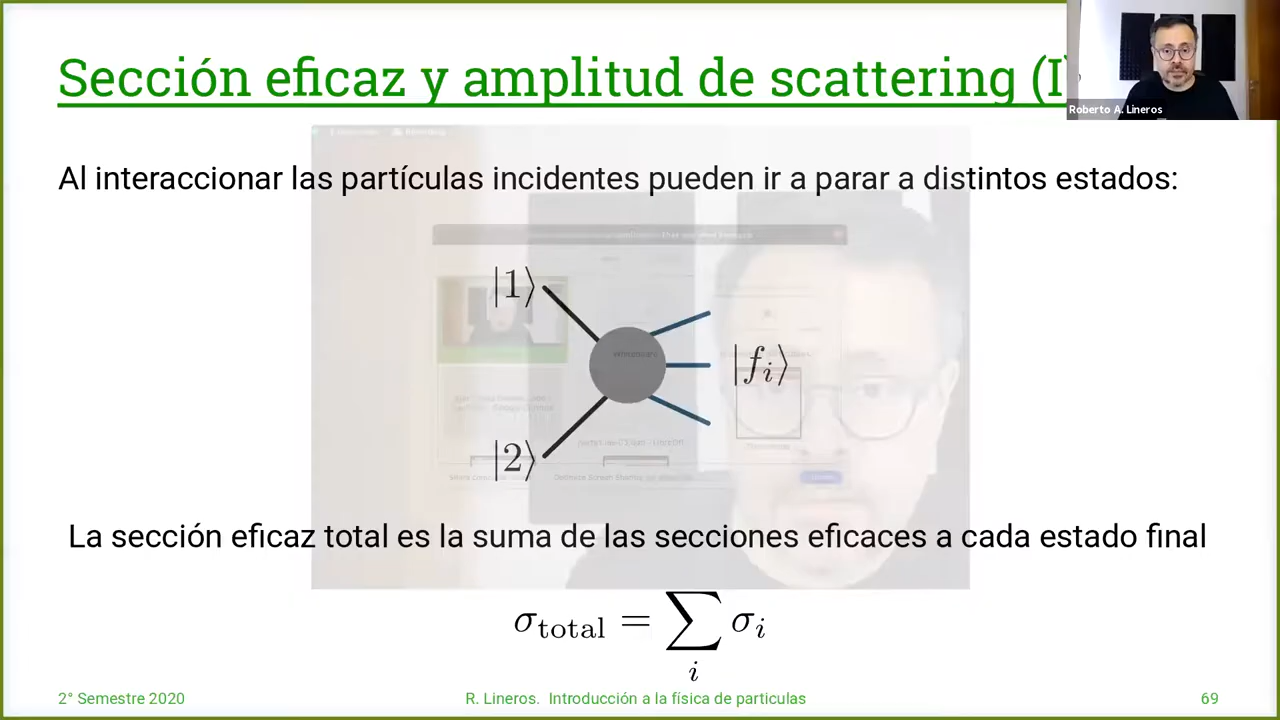 Sección eficaz y amplitud de scattering (I
Roberto A. Lineros
Al interaccionar las partículas incidentes pueden ir a parar a distintos estados:
|1⟩
|f_i⟩
|2⟩
La sección eficaz total es la suma de las secciones eficaces a cada estado final
σ_total = ∑_i σ_i
2° Semestre 2020
R. Lineros. Introducción a la física de particulas
69